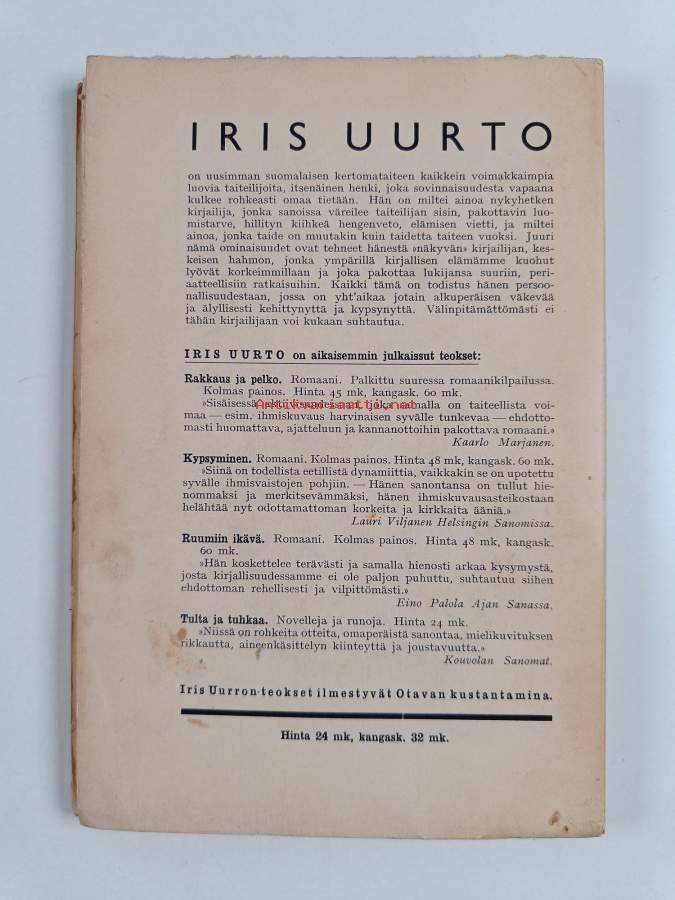 IRIS UURTO
on uusimman suomalaisen kertomataiteen kaikkein voimakkaimpia
luovia taiteilijoita, itsenäinen henki, joka sovinnaisuudesta vapaana
kulkee rohkeasti omaa tietään. Hän on miltei ainoa nykyhetken
kirjailija, jonka sanoissa väreilee taiteilijan sisin, pakottavin luo-
mistarve, hillityn kiihkeä hengenveto, elämisen vietti, ja miltei
ainoa, jonka taide on muutakin kuin taidetta taiteen vuoksi. Juuri
nämä ominaisuudet ovat tehneet hänestä »näkyvän» kirjailijan, kes-
keisen hahmon, jonka ympärillä kirjallisen elämämme kuohut
lyövät korkeimmillaan ja joka pakottaa lukijansa suuriin, peri-
aatteellisiin ratkaisuihin. Kaikki tämä on todistus hänen persoo-
nallisuudestaan, jossa on yht'aikaa jotain alkuperäisen väkevää
ja älyllisesti kehittynyttä ja kypsynyttä. Välinpitämättömästi ei
tähän kirjailijaan voi kukaan suhtautua.
IRIS UURTO on aikaisemmin julkaissut teokset:
Rakkaus ja pelko. Romaani. Palkittu suuressa romaanikilpailussa.
Kolmas painos. Hinta 45 mk, kangask. 60 mk.
»Sisäisessä aktiivisuudessaan, joka samalla on taiteellista voi-
Antikvariaatti.net
maa — esim. ihmiskuvaus harvinaisen syvälle tunkevaa — ehdotto-
masti huomattava, ajatteluun ja kannanottoihin pakottava romaani.»
Kaarlo Marjanen.
Kypsyminen. Romaani. Kolmas painos. Hinta 48 mk, kangask. 60 mk.
»Siinä on todellista eetillistä dynamiittia, vaikkakin se on upotettu
syvälle ihmisvaistojen pohjiin. — Hänen sanontansa on tullut hie-
nommaksi ja merkitsevämmäksi, hänen ihmiskuvausasteikostaan
helähtää nyt odottamattoman korkeita ja kirkkaita ääniä.»
Lauri Viljanen Helsingin Sanomissa.
Ruumiin ikävä. Romaani. Kolmas painos. Hinta 48 mk, kangask.
60 mk.
»Hän koskettelee terävästi ja samalla hienosti arkaa kysymystä,
josta kirjallisuudessamme ei ole paljon puhuttu, suhtautuu siihen
ehdottoman rehellisesti ja vilpittömästi.»
Eino Palola Ajan Sanassa.
Tulta ja tuhkaa. Novelleja ja runoja. Hinta 24 mk.
»Niissä on rohkeita otteita, omaperäistä sanontaa, mielikuvituksen
rikkautta, aineenkäsittelyn kiinteyttä ja joustavuutta.»
Kouvolan Sanomat.
Iris Uurron teokset ilmestyvät Otavan kustantamina.
Hinta 24 mk, kangask. 32 mk.